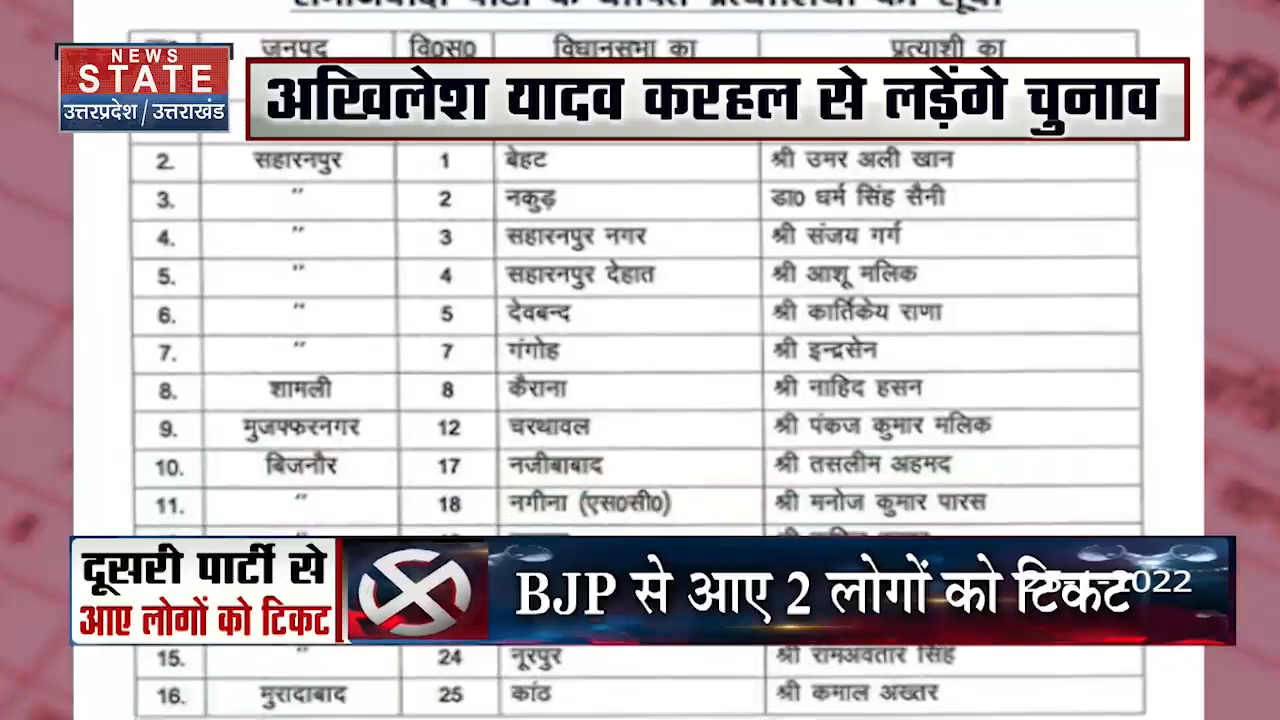 समाजवादी पार्टी के घोषित प्रत्याशियों की सूची
जनपद वि0स0 विधानसभा का प्रत्याशी का
NEWS
STATE
उत्तरप्रदेश/उत्तराखंड
अखिलेश यादव करहल से लड़ेंगे चुनाव
2. सहारनपुर 1 बेहट श्री उमर अली खान
3. " 2 नकुड़ डा0 धर्म सिंह सैनी
4. " 3 सहारनपुर नगर श्री संजय गर्ग
5. " 4 सहारनपुर देहात श्री आशू मलिक
6. " 5 देवबन्द श्री कार्तिकेय राणा
7. " 7 गंगोह श्री इन्द्रसेन
8. शामली 8 कैराना श्री नाहिद हसन
9. मुजफ्फरनगर 12 चरथावल श्री पंकज कुमार मलिक
10. बिजनौर 17 नजीबाबाद श्री तसलीम अहमद
11. " 18 नगीना (एस0सी0) श्री मनोज कुमार पारस
दूसरी पार्टी से
आए लोगों को टिकट
BJP से आए 2 लोगों को टिकट
2022
15. " 24 नूरपुर श्री रामअवतार सिंह
16. मुरादाबाद 25 कांठ श्री कमाल अख्तर